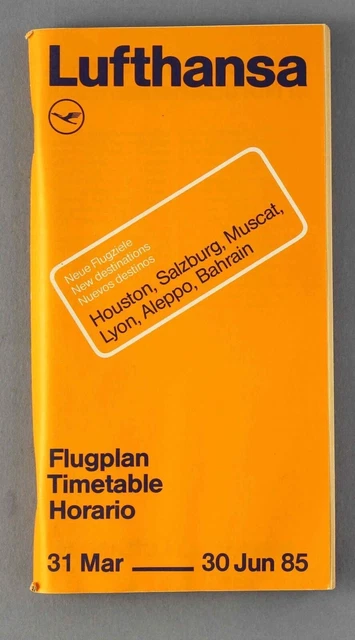 Lufthansa
Neue Flugziele
New destinations
Nuevos destinos
Houston, Salzburg, Muscat,
Lyon, Aleppo, Bahrain
Flugplan
Timetable
Horario
31 Mar — 30 Jun 85